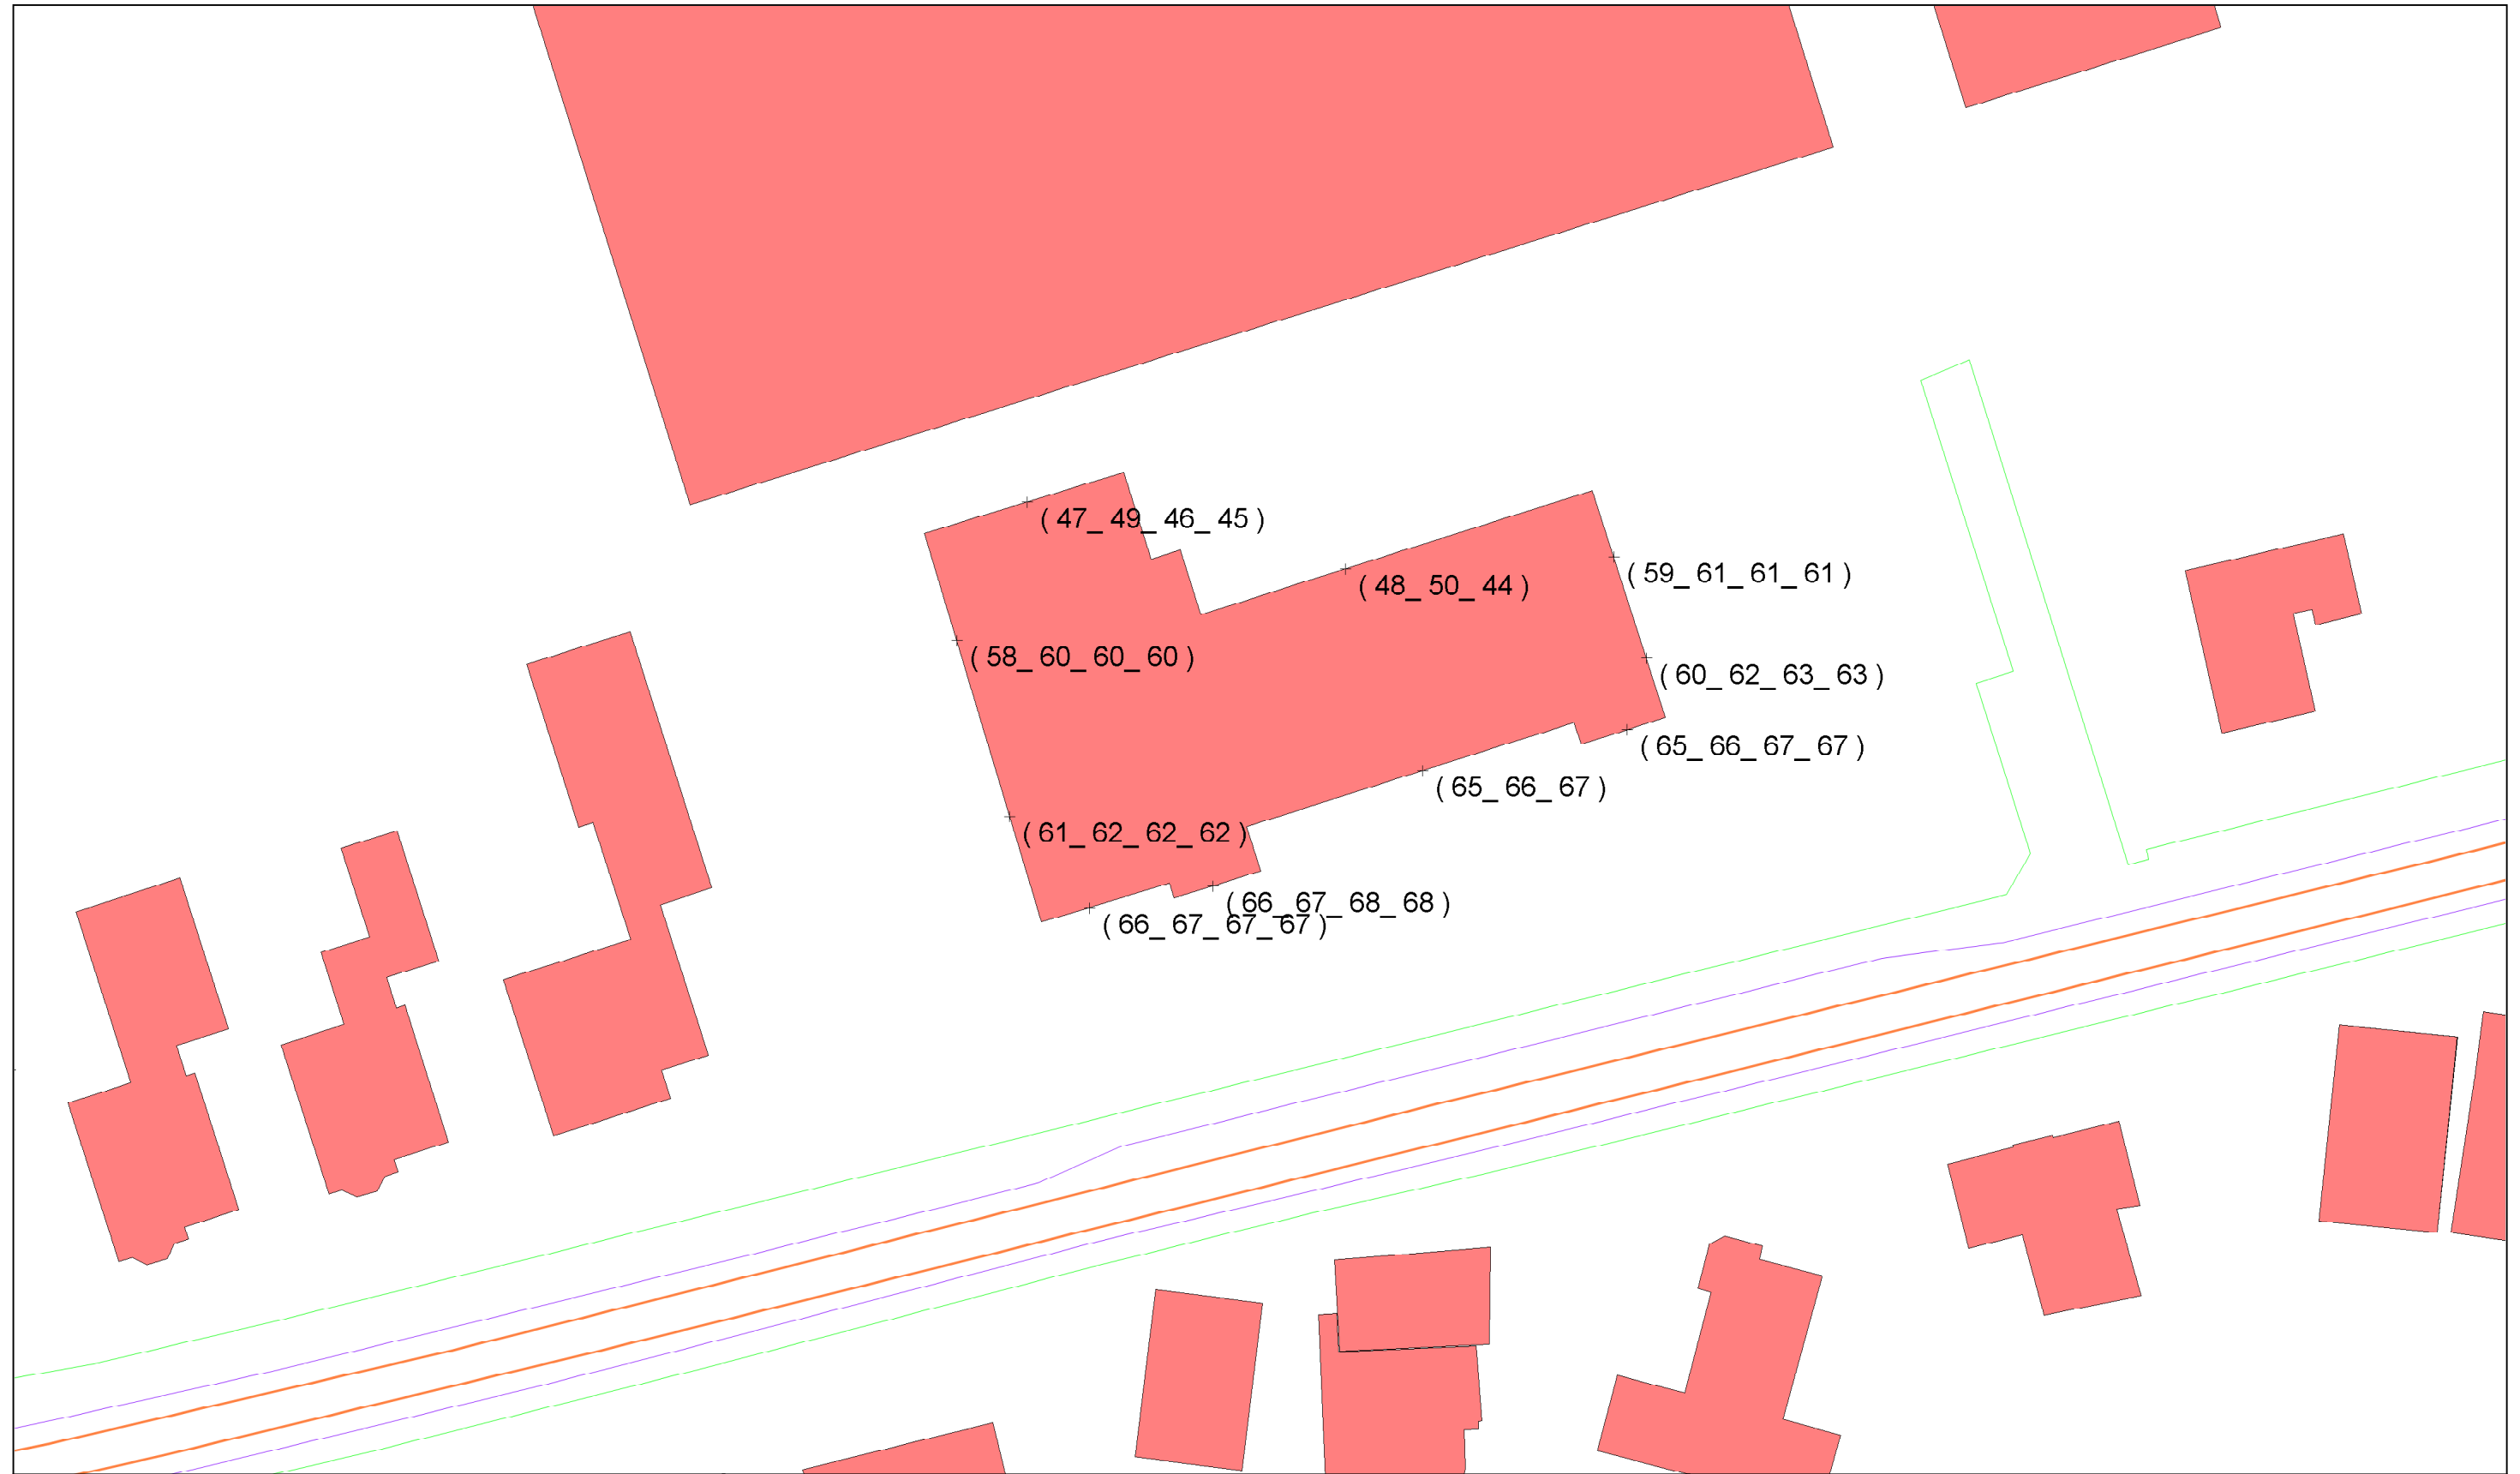 ( 47_ 49_ 46_ 45 )
( 48_ 50_ 44 )
( 59_ 61_ 61_ 61 )
( 58_ 60_ 60_ 60 )
( 60_ 62_ 63_ 63 )
( 65_ 66_ 67_ 67 )
( 65_ 66_ 67 )
( 61_ 62_ 62_ 62 )
( 66_ 67_ 68_ 68 )
( 66_ 67_ 67_ 67 )